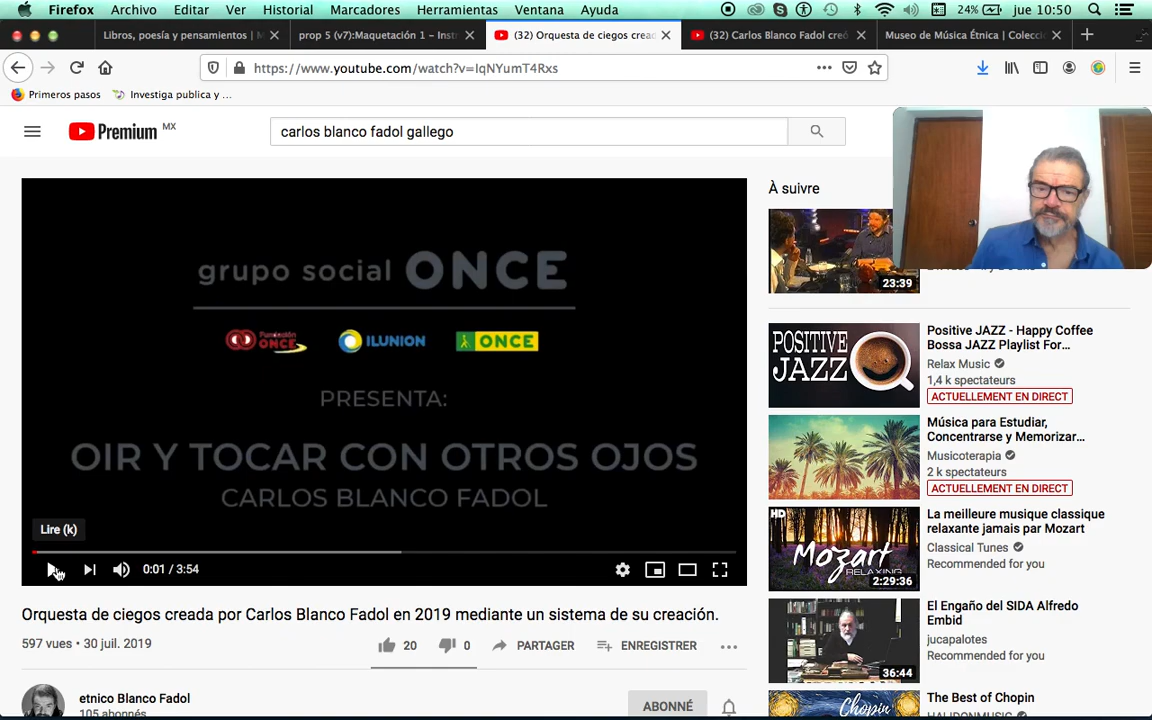 Firefox Archivo Editar Ver Historial Marcadores Herramientas Ventana Ayuda 24% jue 10:50
Libros, poesía y pensamientos | M prop 5 (v7):Maquetación 1 – Inst (32) Orquesta de ciegos cread (32) Carlos Blanco Fadol creó Museo de Música Étnica | Colecci
https://www.youtube.com/watch?v=IqNYumT4Rxs
Primeros pasos Investiga publica y ...
Premium MX
carlos blanco fadol gallego
À suivre
23:39
grupo social ONCE
Fundación ONCE ILUNION ONCE
PRESENTA:
OIR Y TOCAR CON OTROS OJOS
CARLOS BLANCO FADOL
Lire (k)
0:01 / 3:54
Orquesta de ciegos creada por Carlos Blanco Fadol en 2019 mediante un sistema de su creación.
597 vues • 30 juil. 2019
20 0 PARTAGER ENREGISTRER
etnico Blanco Fadol
105 abonnés
ABONNÉ
POSITIVE JAZZ
Positive JAZZ - Happy Coffee
Bossa JAZZ Playlist For...
Relax Music
1,4 k spectateurs
ACTUELLEMENT EN DIRECT
Música para Estudiar,
Concentrarse y Memorizar...
Musicoterapia
2 k spectateurs
ACTUELLEMENT EN DIRECT
HD
Mozart
RELAXING
2:29:36
La meilleure musique classique
relaxante jamais par Mozart
Classical Tunes
Recommended for you
36:44
El Engaño del SIDA Alfredo
Embid
jucapalotes
Recommended for you
Chopin
The Best of Chopin
HALIDONMUSIC